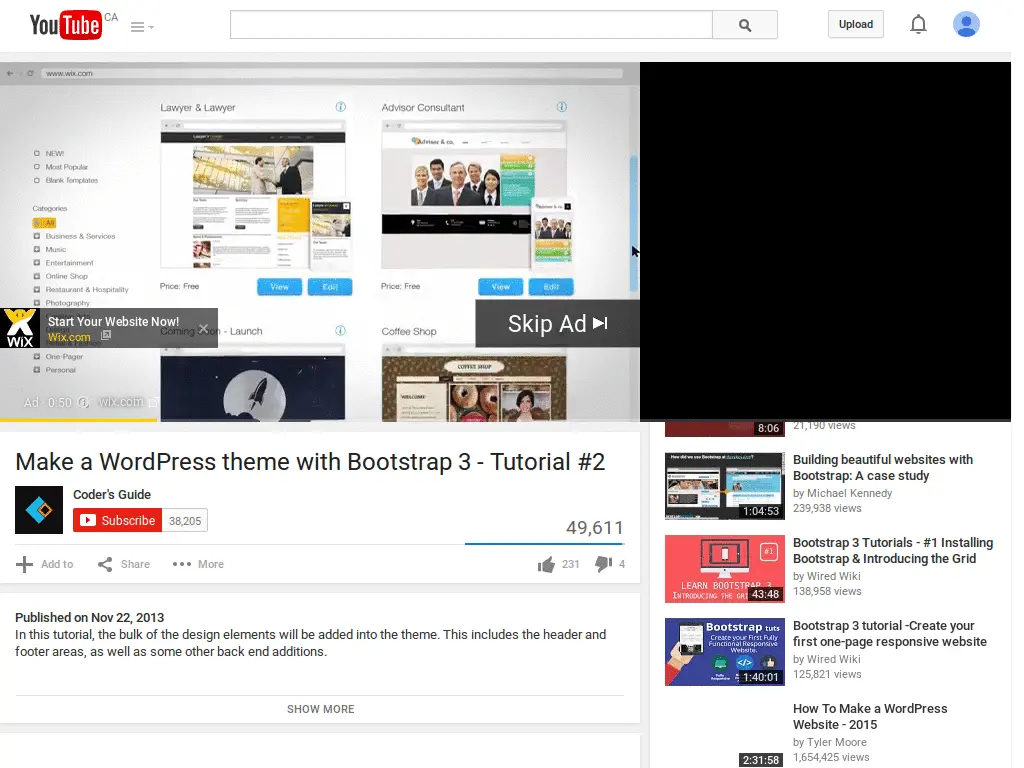 YouTube CA
Upload
www.wix.com
Lawyer & Lawyer
Advisor Consultant
NEW!
Most Popular
Blank Templates
Categories
All
Business & Services
Music
Entertainment
Online Shop
Restaurant & Hospitality
Photography
One-Pager
Personal
Advisor & co.
Price: Free
View
Edit
Price: Free
View
Edit
WiX
Start Your Website Now!
Wix.com
Coming Soon - Launch
Coffee Shop
Skip Ad
COFFEE SHOP
Ad · 0:50
wix.com
Make a WordPress theme with Bootstrap 3 - Tutorial #2
Coder's Guide
Subscribe
38,205
49,611
Add to
Share
More
231
4
Published on Nov 22, 2013
In this tutorial, the bulk of the design elements will be added into the theme. This includes the header and
footer areas, as well as some other back end additions.
SHOW MORE
8:06
21,190 views
1:04:53
Building beautiful websites with
Bootstrap: A case study
by Michael Kennedy
239,938 views
#1
LEARN BOOTSTRAP 3
43:48
Bootstrap 3 Tutorials - #1 Installing
Bootstrap & Introducing the Grid
by Wired Wiki
138,958 views
Bootstrap tuts
Create your First Fully
Functional Responsive
Website.
1:40:01
Bootstrap 3 tutorial -Create your
first one-page responsive website
by Wired Wiki
125,821 views
2:31:58
How To Make a WordPress
Website - 2015
by Tyler Moore
1,654,425 views